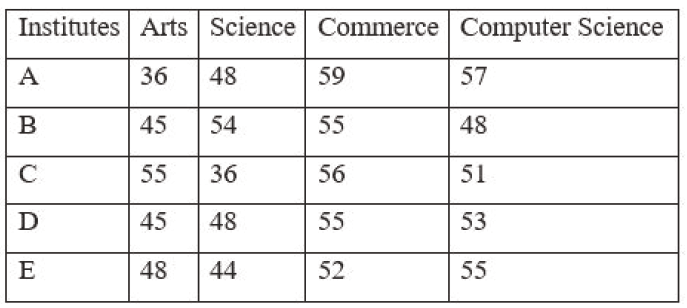 Institutes Arts Science Commerce Computer Science
A 36 48 59 57
B 45 54 55 48
C 55 36 56 51
D 45 48 55 53
E 48 44 52 55